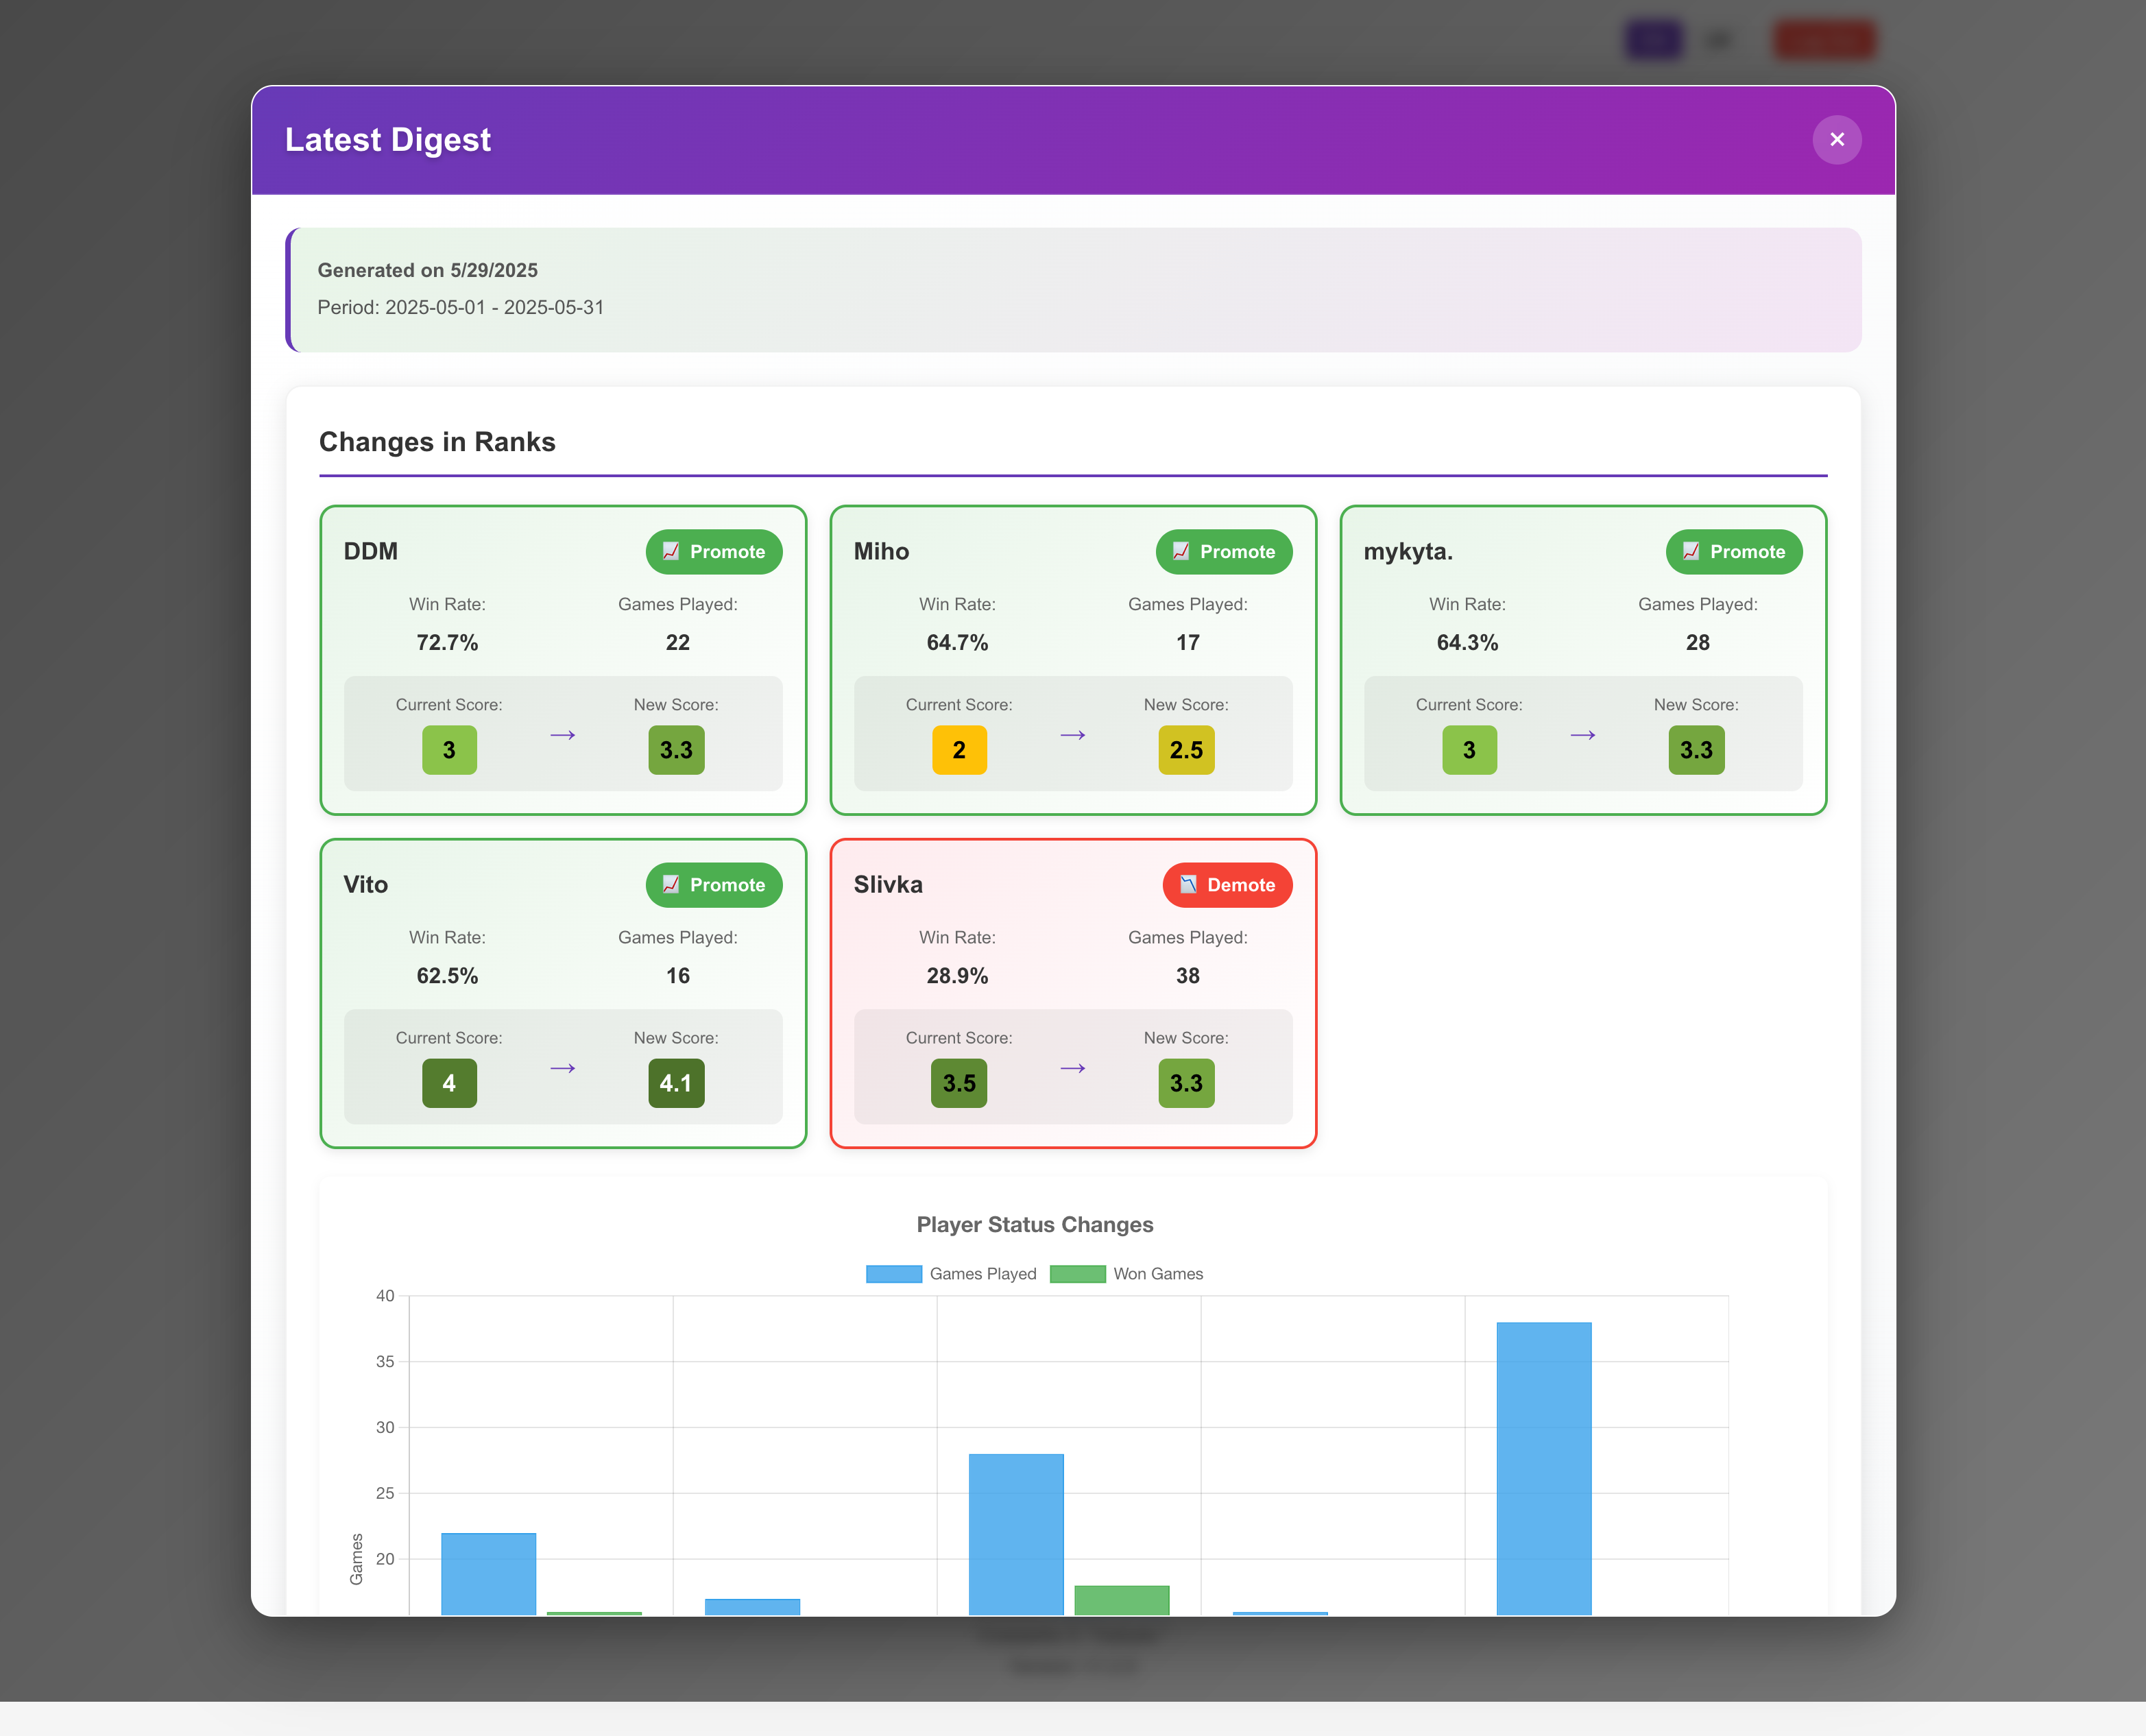 Latest Digest
×
Generated on 5/29/2025
Period: 2025-05-01 - 2025-05-31
Changes in Ranks
DDM
Promote
Win Rate:
Games Played:
72.7%
22
Current Score:
New Score:
3
→
3.3
Miho
Promote
Win Rate:
Games Played:
64.7%
17
Current Score:
New Score:
2
→
2.5
mykyta.
Promote
Win Rate:
Games Played:
64.3%
28
Current Score:
New Score:
3
→
3.3
Vito
Promote
Win Rate:
Games Played:
62.5%
16
Current Score:
New Score:
4
→
4.1
Slivka
Demote
Win Rate:
Games Played:
28.9%
38
Current Score:
New Score:
3.5
→
3.3
Player Status Changes
Games Played
Won Games
40
35
30
25
20
Games